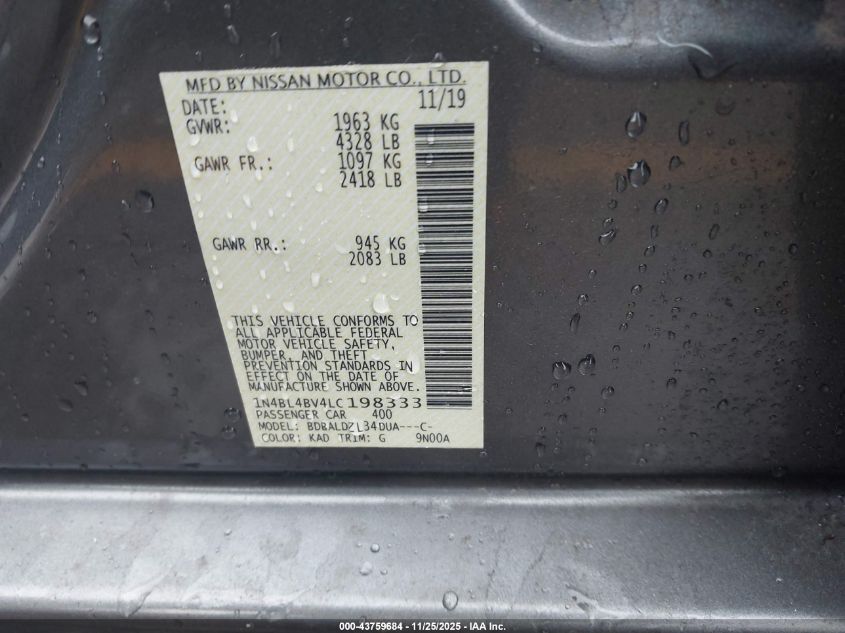 MFD BY NISSAN MOTOR CO., LTD.
DATE: 11/19
GVWR: 1963 KG
4328 LB
GAWR FR.: 1097 KG
2418 LB
GAWR RR.: 945 KG
2083 LB
THIS VEHICLE CONFORMS TO
ALL APPLICABLE FEDERAL
MOTOR VEHICLE SAFETY,
BUMPER, AND THEFT
PREVENTION STANDARDS IN
EFFECT ON THE DATE OF
MANUFACTURE SHOWN ABOVE.
1N4BL4BV4LC198333
PASSENGER CAR 400
MODEL:
COLOR: KAD TRIM: G 9N00A
000-43759684 - 11/25/2025 - IAA Inc.